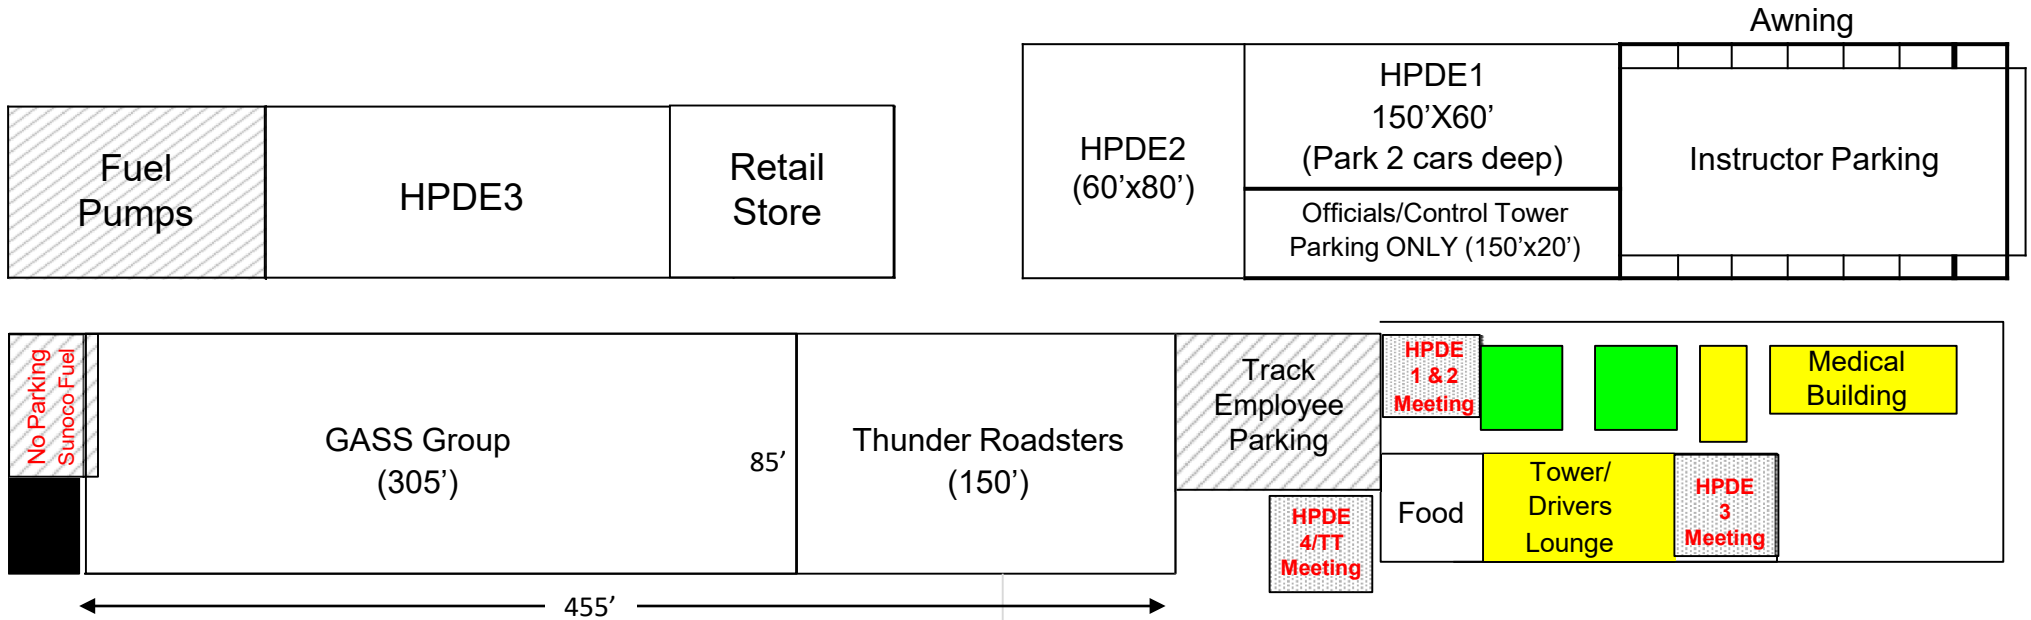 Awning
Fuel
Pumps
HPDE3
Retail
Store
HPDE2
(60’x80’)
HPDE1
150’X60’
(Park 2 cars deep)
Officials/Control Tower
Parking ONLY (150’x20’)
Instructor Parking
No Parking
Sunoco Fuel
GASS Group
(305’)
85’
Thunder Roadsters
(150’)
Track
Employee
Parking
HPDE
4/TT
Meeting
HPDE
1 & 2
Meeting
Medical
Building
Food
Tower/
Drivers
Lounge
HPDE
3
Meeting
455’